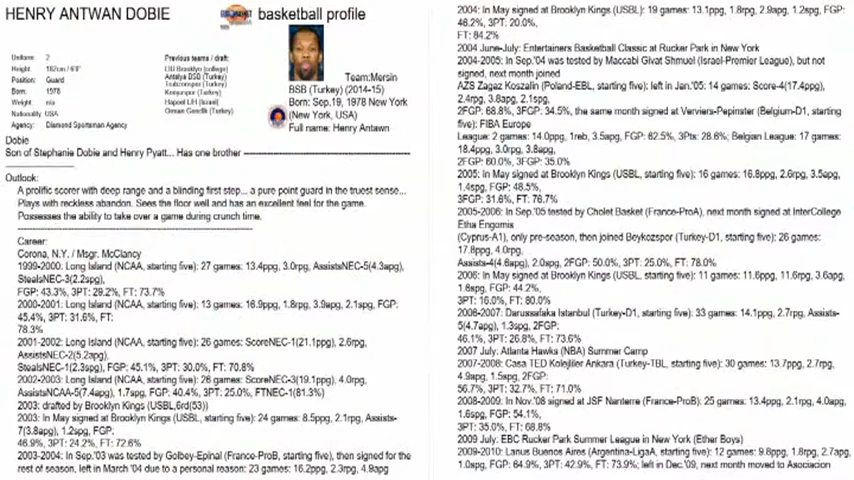 HENRY ANTWAN DOBIE
basketball profile
Uniform: 2
Height: 182cm / 6'0"
Position: Guard
Born: 1978
Weight: n/a
Nationality: USA
Agency: Diamond Sportsman Agency
Previous teams / draft:
LIU Brooklyn (college)
Antalya BSB (Turkey)
Trabzonspor (Turkey)
Konyaspor (Turkey)
Hapoel LIH (Israel)
Orman Genclik (Turkey)
Team:Mersin
BSB (Turkey) (2014-15)
Born: Sep.19, 1978 New York
(New York, USA)
Full name: Henry Antawn
Dobie
Son of Stephanie Dobie and Henry Pyatt... Has one brother ----------------------------------------
-----------------
Outlook:
A prolific scorer with deep range and a blinding first step... a pure point guard in the truest sense...
Plays with reckless abandon. Sees the floor well and has an excellent feel for the game.
Possesses the ability to take over a game during crunch time.
------------------------------------------------------------
Career:
Corona, N.Y. / Msgr. McClancy
1999-2000: Long Island (NCAA, starting five): 27 games: 13.4ppg, 3.0rpg, AssistsNEC-5(4.3apg),
StealsNEC-3(2.2spg),
FGP: 43.3%, 3PT: 29.2%, FT: 73.7%
2000-2001: Long Island (NCAA, starting five): 13 games: 16.9ppg, 1.8rpg, 3.9apg, 2.1spg, FGP:
45.4%, 3PT: 31.6%, FT:
78.3%
2001-2002: Long Island (NCAA, starting five): 26 games: ScoreNEC-1(21.1ppg), 2.6rpg,
AssistsNEC-2(5.2apg),
StealsNEC-1(2.3spg), FGP: 45.1%, 3PT: 30.0%, FT: 70.8%
2002-2003: Long Island (NCAA, starting five): 26 games: ScoreNEC-3(19.1ppg), 4.0rpg,
AssistsNCAA-5(7.4apg), 1.7spg, FGP: 40.4%, 3PT: 25.0%, FTNEC-1(81.3%)
2003: drafted by Brooklyn Kings (USBL,6rd(53))
2003: In May signed at Brooklyn Kings (USBL, starting five): 24 games: 8.5ppg, 2.1rpg, Assists-
7(3.8apg), 1.2spg, FGP:
46.9%, 3PT: 24.2%, FT: 72.6%
2003-2004: In Sep.'03 was tested by Golbey-Epinal (France-ProB, starting five), then signed for the
rest of season, left in March '04 due to a personal reason: 23 games: 16.2ppg, 2.3rpg, 4.9apg
2004: In May signed at Brooklyn Kings (USBL): 19 games: 13.1ppg, 1.8rpg, 2.9apg, 1.2spg, FGP:
46.2%, 3PT: 20.0%,
FT: 84.2%
2004 June-July: Entertainers Basketball Classic at Rucker Park in New York
2004-2005: In Sep.'04 was tested by Maccabi Givat Shmuel (Israel-Premier League), but not
signed, next month joined
AZS Zagaz Koszalin (Poland-EBL, starting five): left in Jan.'05: 14 games: Score-4(17.4ppg),
2.4rpg, 3.8apg, 2.1spg,
2FGP: 68.8%, 3FGP: 34.5%, the same month signed at Verviers-Pepinster (Belgium-D1, starting
five): FIBA Europe
League: 2 games: 14.0ppg, 1reb, 3.5apg, FGP: 62.5%, 3Pts: 28.6%; Belgian League: 17 games:
18.4ppg, 3.0rpg, 3.8apg,
2FGP: 60.0%, 3FGP: 35.0%
2005: In May signed at Brooklyn Kings (USBL, starting five): 16 games: 16.8ppg, 2.6rpg, 3.5apg,
1.4spg, FGP: 48.5%,
3FGP: 31.6%, FT: 76.7%
2005-2006: In Sep.'05 tested by Cholet Basket (France-ProA), next month signed at InterCollege
Etha Engomis
(Cyprus-A1), only pre-season, then joined Beykozspor (Turkey-D1, starting five): 26 games:
17.8ppg, 4.0rpg,
Assists-4(4.6apg), 2.0spg, 2FGP: 50.0%, 3PT: 25.0%, FT: 78.0%
2006: In May signed at Brooklyn Kings (USBL, starting five): 11 games: 11.6ppg, 11.6rpg, 3.6apg,
1.6spg, FGP: 44.2%,
3PT: 16.0%, FT: 80.0%
2006-2007: Darussafaka Istanbul (Turkey-D1, starting five): 33 games: 14.1ppg, 2.7rpg, Assists-
5(4.7apg), 1.3spg, 2FGP:
46.1%, 3PT: 26.8%, FT: 73.6%
2007 July: Atlanta Hawks (NBA) Summer Camp
2007-2008: Casa TED Kolejliler Ankara (Turkey-TBL, starting five): 30 games: 13.7ppg, 2.7rpg,
4.9apg, 1.5spg, 2FGP:
56.7%, 3PT: 32.7%, FT: 71.0%
2008-2009: In Nov.'08 signed at JSF Nanterre (France-ProB): 25 games: 13.4ppg, 2.1rpg, 4.0apg,
1.6spg, FGP: 54.1%,
3PT: 35.0%, FT: 68.8%
2009 July: EBC Rucker Park Summer League in New York (Ether Boys)
2009-2010: Lanus Buenos Aires (Argentina-LigaA, starting five): 12 games: 9.8ppg, 1.8rpg, 2.7apg,
1.0spg, FGP: 64.9%, 3PT: 42.9%, FT: 73.9%; left in Dec.'09, next month moved to Asociacion